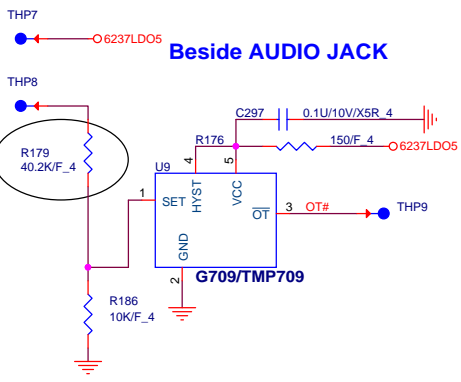 THP7
6237LDO5
Beside AUDIO JACK
THP8
C297
0.1U/10V/X5R_4
R179
40.2K/F_4
R176
150/F_4
6237LDO5
U9
4
5
1
SET
HYST
VCC
OT
3
OT#
THP9
GND
2
G709/TMP709
R186
10K/F_4